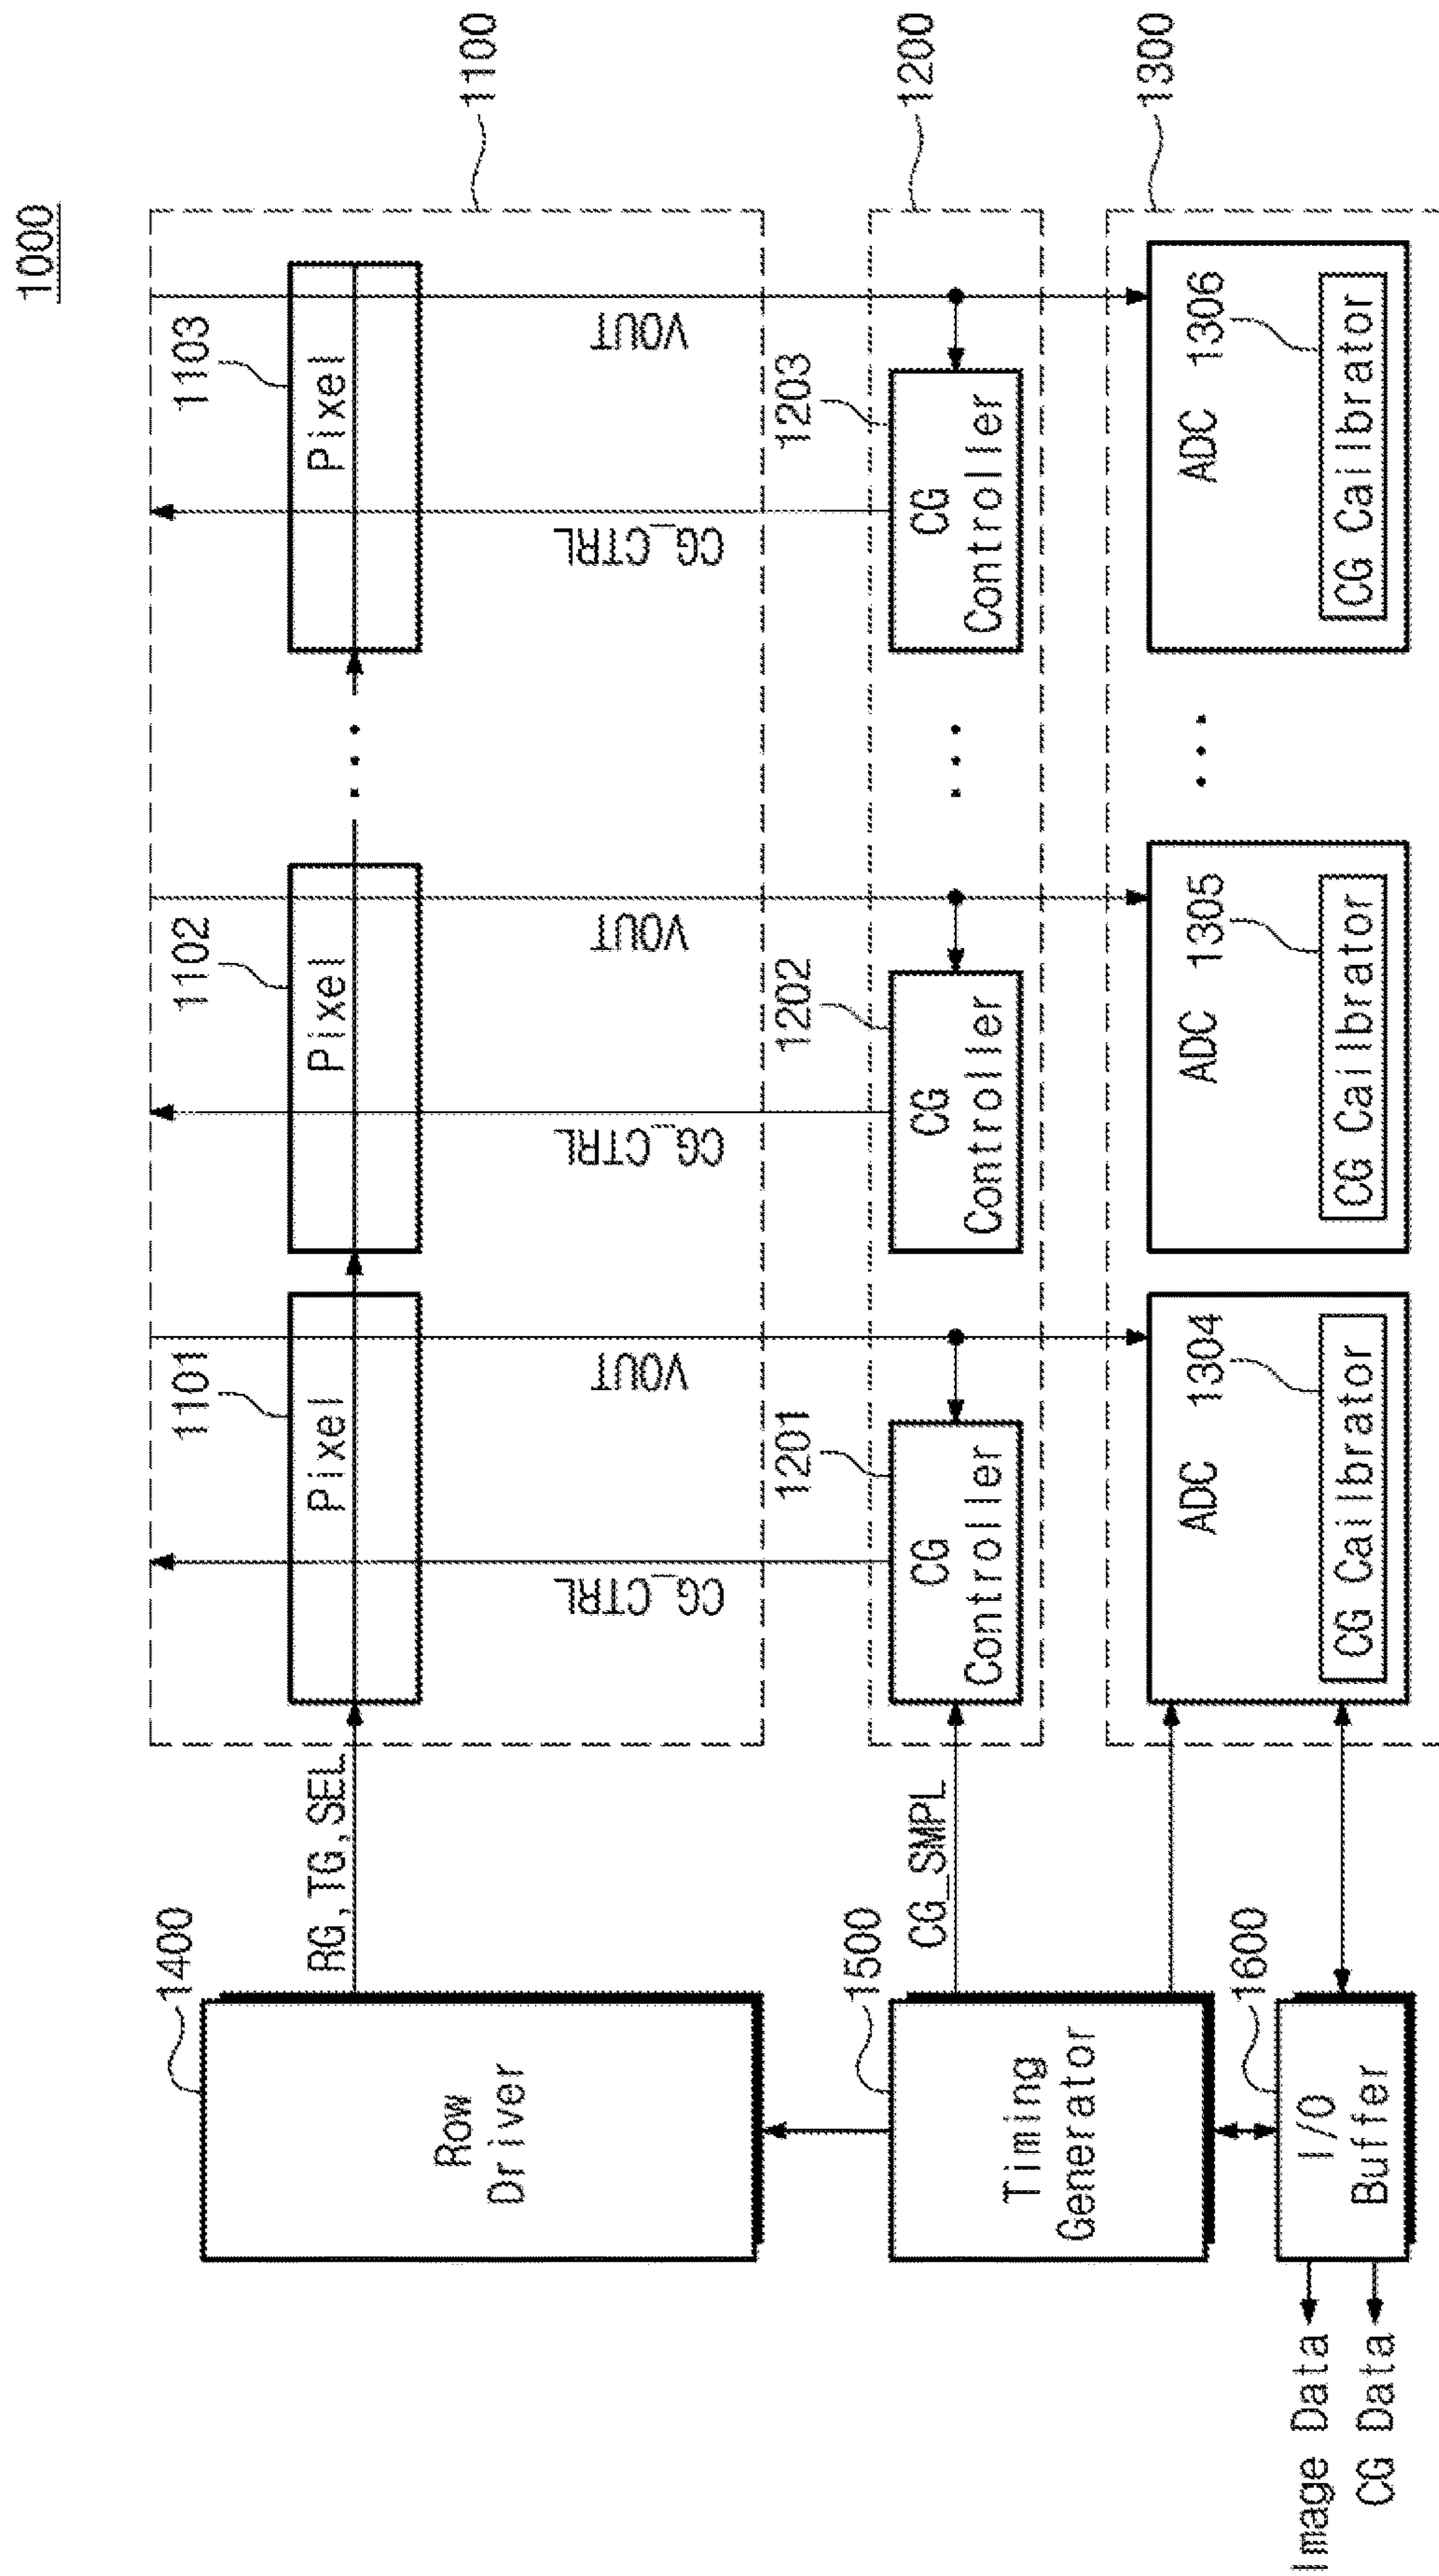 1000
1400
Row
Driver
RG,TG,SEL
1101
Pixel
1102
Pixel
1103
Pixel
1100
CG_CTRL
VOUT
CG_CTRL
VOUT
CG_CTRL
VOUT
1500
Timing
Generator
CG_SMPL
1201
CG
Controller
1202
CG
Controller
1203
CG
Controller
1200
1600
I/O
Buffer
ADC
1304
CG Cailbrator
ADC
1305
CG Cailbrator
ADC
1306
CG Cailbrator
1300
Image Data
CG Data